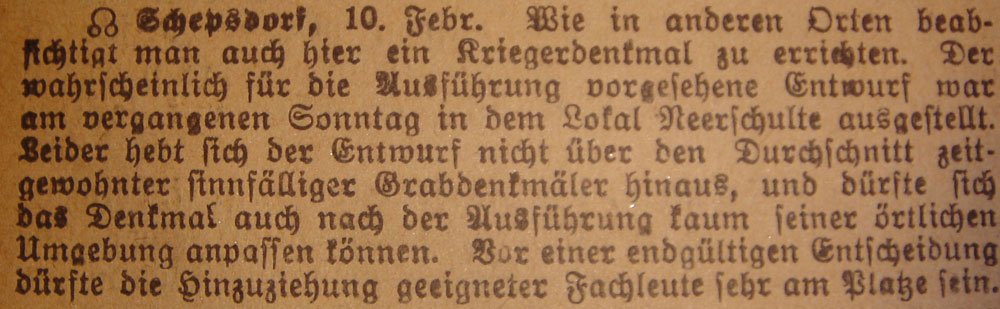 ☊ Schepsdorf, 10. Febr. Wie in anderen Orten beab-
sichtigt man auch hier ein Kriegerdenkmal zu errichten. Der
wahrscheinlich für die Ausführung vorgesehene Entwurf war
am vergangenen Sonntag in dem Lokal Neerschulte ausgestellt.
Leider hebt sich der Entwurf nicht über den Durchschnitt zeit-
gewohnter sinnfälliger Grabdenkmäler hinaus, und dürfte sich
das Denkmal auch nach der Ausführung kaum seiner örtlichen
Umgebung anpassen können. Vor einer endgültigen Entscheidung
dürfte die Hinzuziehung geeigneter Fachleute sehr am Platze sein.